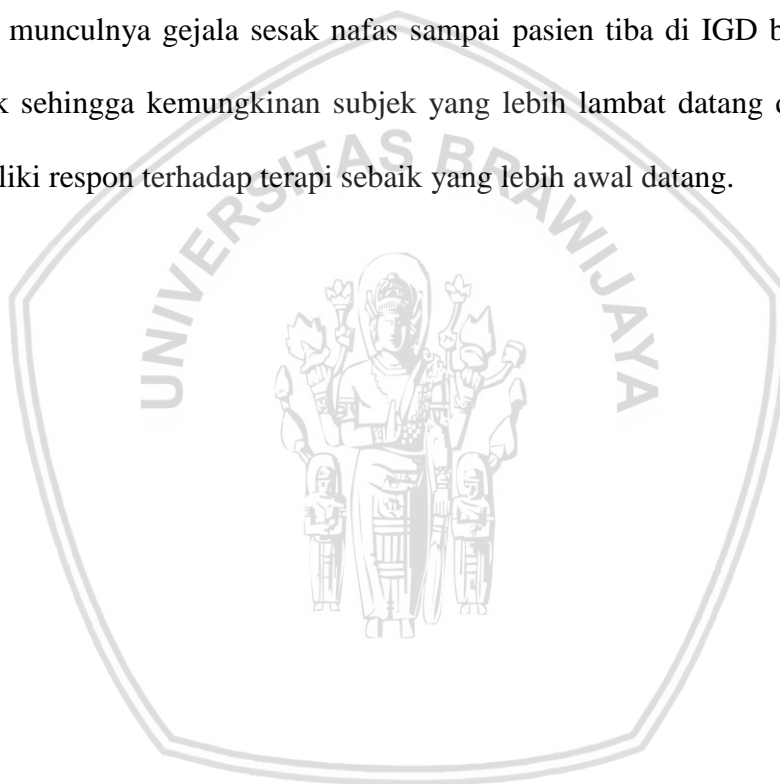 munculnya gejala sesak nafas sampai pasien tiba di IGD
sehingga kemungkinan subjek yang lebih lambat datang
respon terhadap terapi sebaik yang lebih awal datang.
UNIVERSITAS BRAWIJAYA